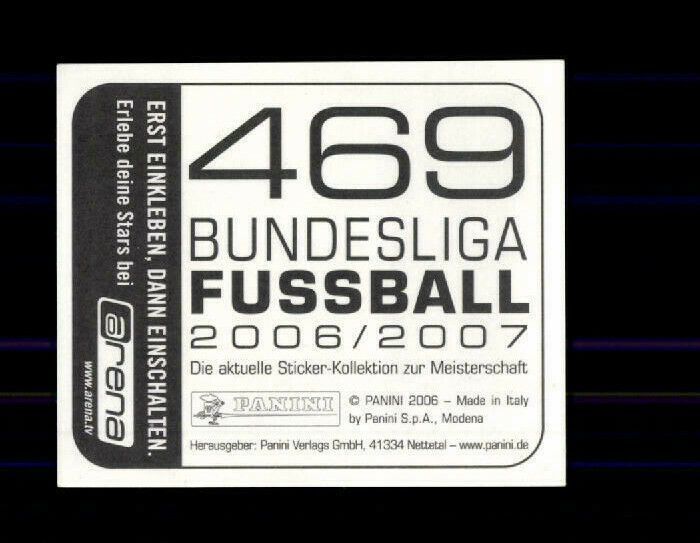 ERST EINKLEBEN, DANN EINSCHALTEN.
Erlebe deine Stars bei
arena
www.arena.tv
469
BUNDESLIGA
FUSSBALL
2006/2007
Die aktuelle Sticker-Kollektion zur Meisterschaft
PANINI
© PANINI 2006 – Made in Italy
by Panini S.p.A., Modena
Herausgeber: Panini Verlags GmbH, 41334 Nettetal – www.panini.de